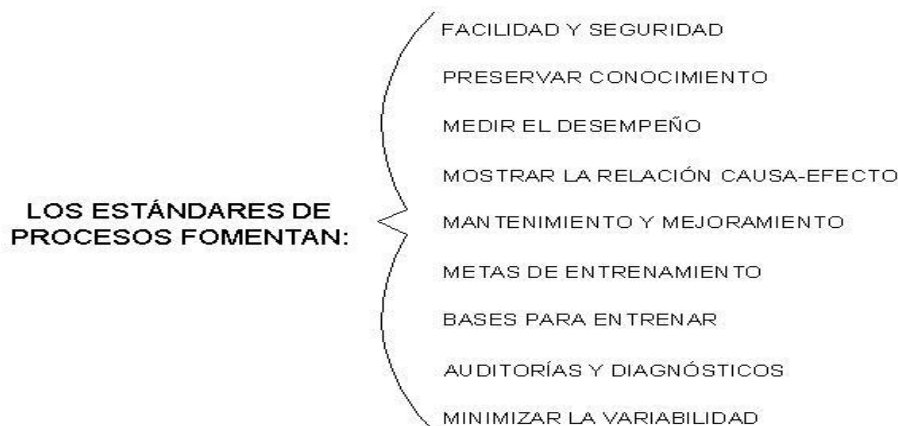 LOS ESTÁNDARES DE
PROCESOS FOMENTAN:
FACILIDAD Y SEGURIDAD
PRESERVAR CONOCIMIENTO
MEDIR EL DESEMPEÑO
MOSTRAR LA RELACIÓN CAUSA-EFECTO
MANTENIMIENTO Y MEJORAMIENTO
METAS DE ENTRENAMIENTO
BASES PARA ENTRENAR
AUDITORÍAS Y DIAGNÓSTICOS
MINIMIZAR LA VARIABILIDAD